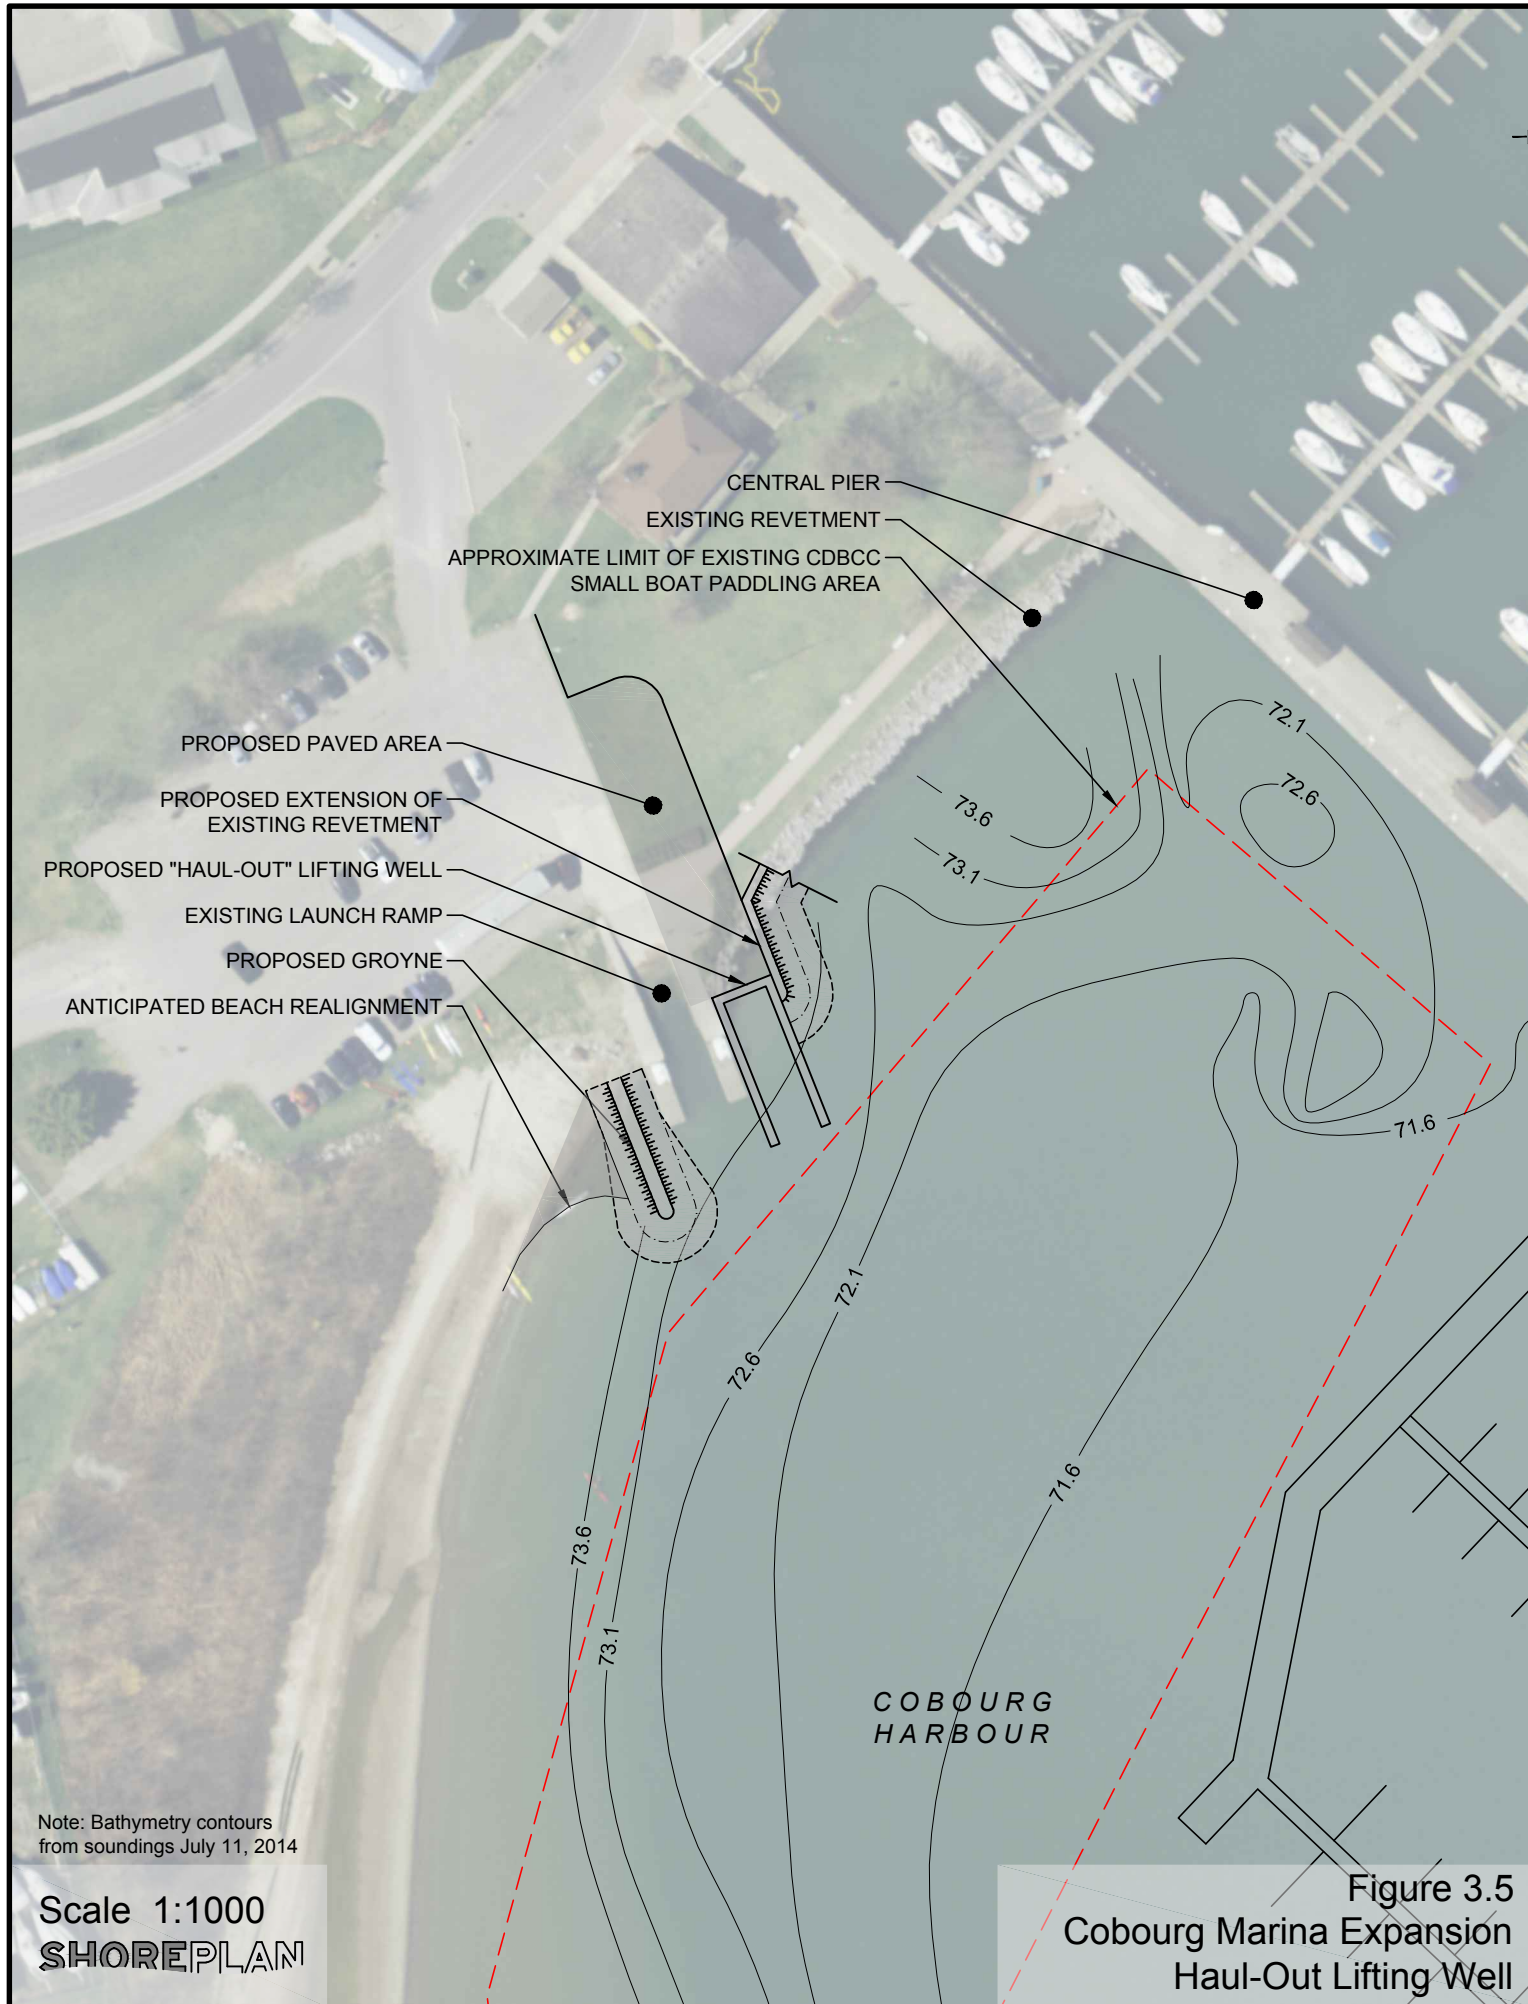 CENTRAL PIER
EXISTING REVETMENT
APPROXIMATE LIMIT OF EXISTING CDBCC
SMALL BOAT PADDLING AREA
PROPOSED PAVED AREA
PROPOSED EXTENSION OF
EXISTING REVETMENT
PROPOSED "HAUL-OUT" LIFTING WELL
EXISTING LAUNCH RAMP
PROPOSED GROYNE
ANTICIPATED BEACH REALIGNMENT
72.1
72.6
73.6
73.1
71.6
72.1
72.6
71.6
73.6
73.1
COBOURG
HARBOUR
Note: Bathymetry contours
from soundings July 11, 2014
Scale 1:1000
SHOREPLAN
Figure 3.5
Cobourg Marina Expansion
Haul-Out Lifting Well